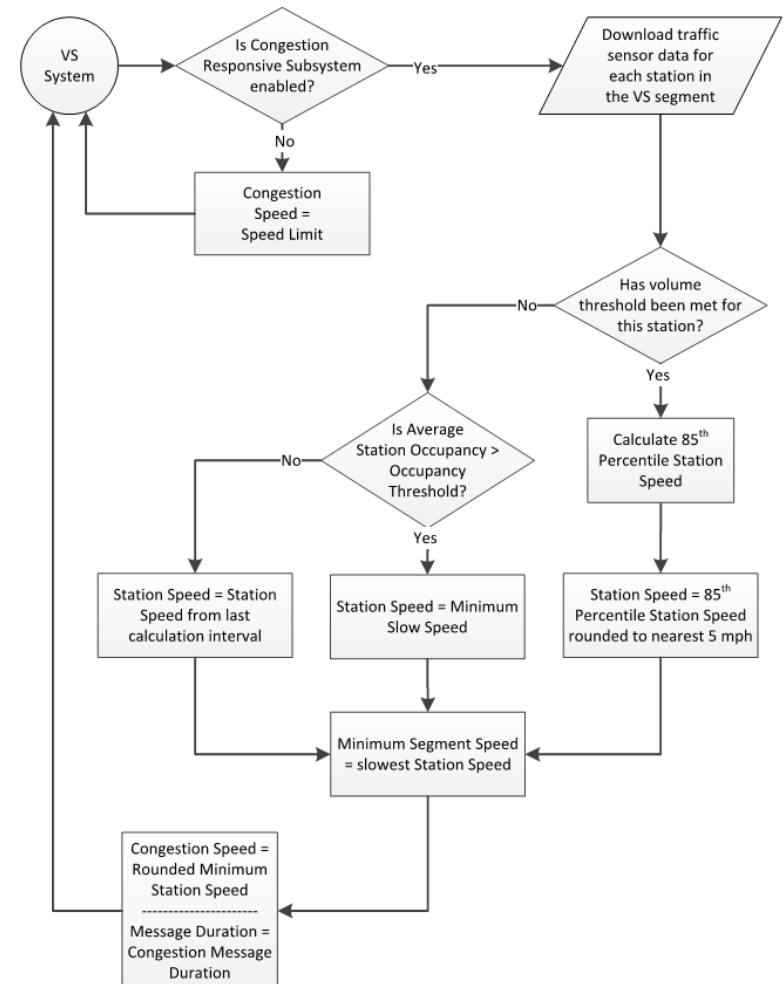 VS
System
Is Congestion
Responsive Subsystem
enabled?
Yes
Download traffic
sensor data for
each station in
the VS segment
No
Congestion
Speed =
Speed Limit
Has volume
threshold been met for
this station?
No
Yes
Is Average
Station Occupancy >
Occupancy
Threshold?
No
Yes
Calculate 85th
Percentile Station
Speed
Station Speed = Station
Speed from last
calculation interval
Station Speed = Minimum
Slow Speed
Station Speed = 85th
Percentile Station Speed
rounded to nearest 5 mph
Minimum Segment Speed
= slowest Station Speed
Congestion Speed =
Rounded Minimum
Station Speed
----------------------
Message Duration =
Congestion Message
Duration